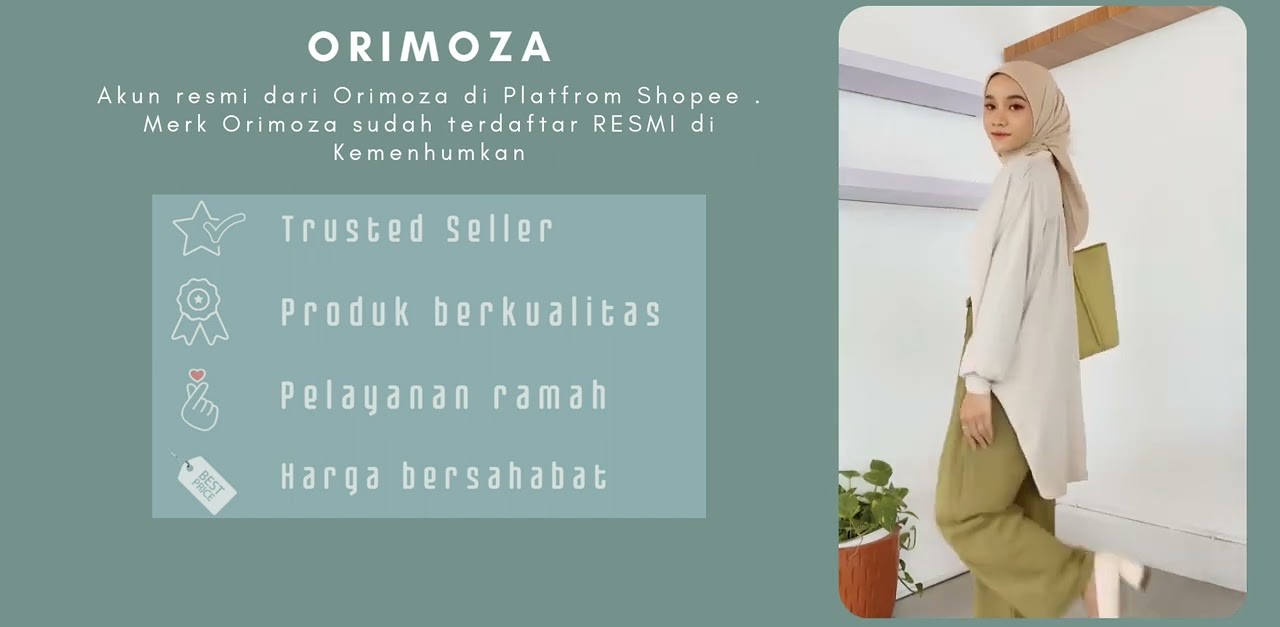 ORIMOZA
Akun resmi dari Orimoza di Platfrom Shopee .
Merk Orimoza sudah terdaftar RESMI di
Kemenhumkan
Trusted Seller
Produk berkualitas
Pelayanan ramah
Harga bersahabat
BEST
PRICE